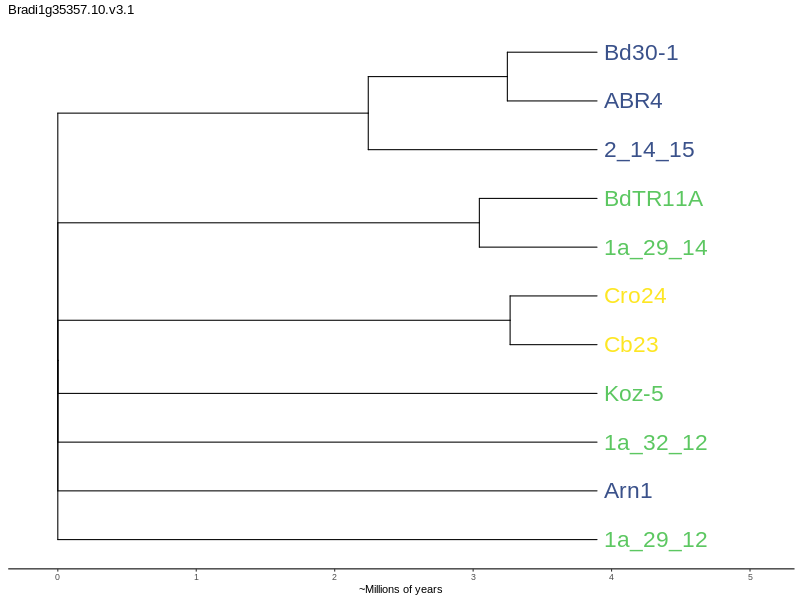 Bradi1g35357.10.v3.1
Bd30-1
ABR4
2_14_15
BdTR11A
1a_29_14
Cro24
Cb23
Koz-5
1a_32_12
Arn1
1a_29_12
0 1 2 3 4 5
~Millions of years